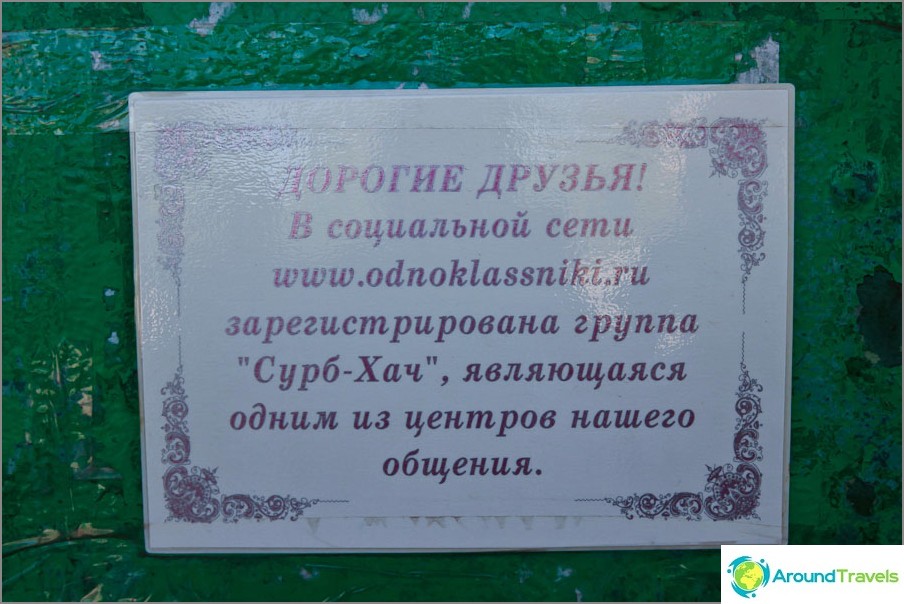 ДОРОГИЕ ДРУЗЬЯ!
В социальной сети
www.odnoklassniki.ru
зарегистрирована группа
"Сурб-Хач", являющаяся
одним из центров нашего
общения.
AroundTravels